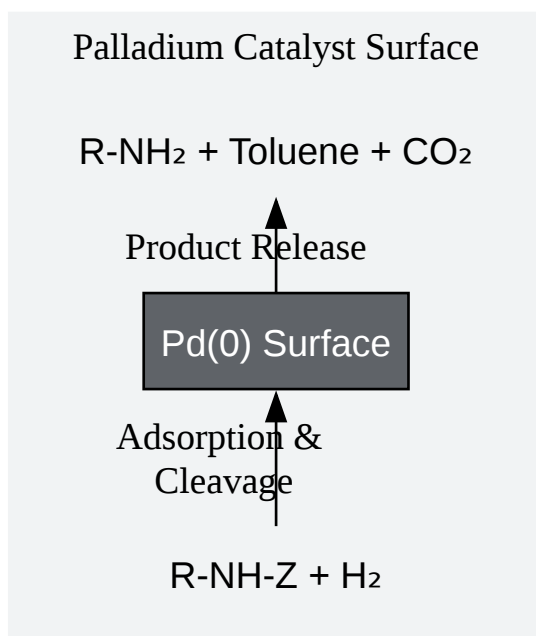 Palladium Catalyst Surface
R-NH₂ + Toluene + CO₂
Product Release
Pd(0) Surface
Adsorption &
Cleavage
R-NH-Z + H₂